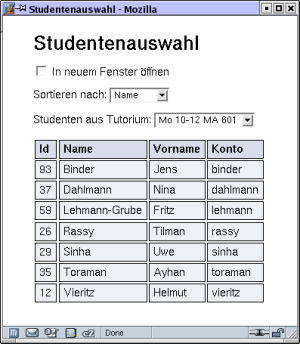 Studentenauswahl - Mozilla
Studentenauswahl
In neuem Fenster öffnen
Sortieren nach: Name
Studenten aus Tutorium: Mo 10-12 MA 601
Id Name Vorname Konto
93 Binder Jens binder
37 Dahlmann Nina dahlmann
59 Lehmann-Grube Fritz lehmann
26 Rassy Tilman rassy
29 Sinha Uwe sinha
35 Toraman Ayhan toraman
12 Vieritz Helmut vieritz
Done